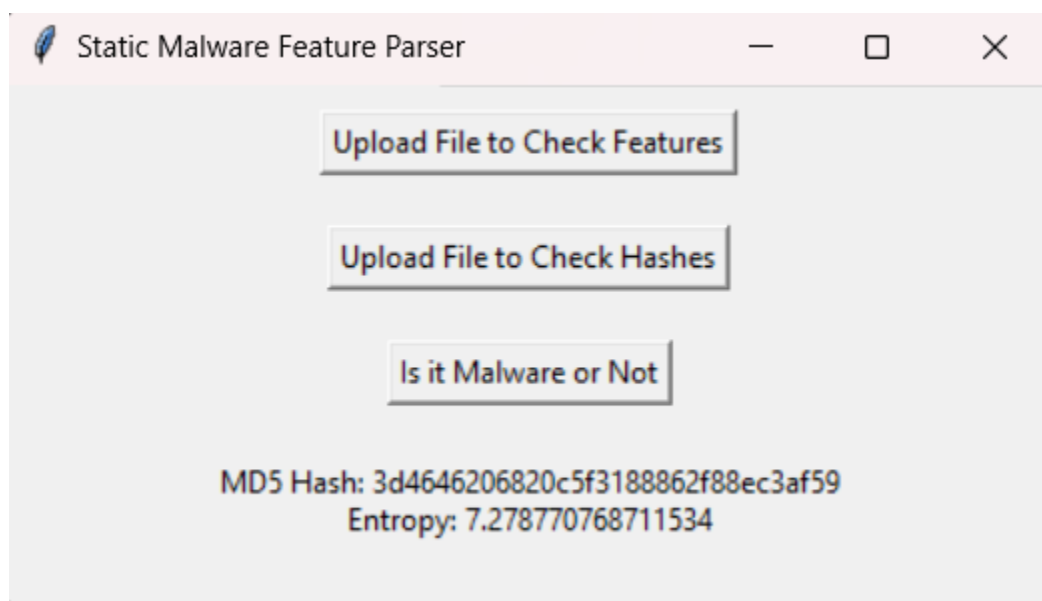 Static Malware Feature Parser
Upload File to Check Features
Upload File to Check Hashes
Is it Malware or Not
MD5 Hash: 3d4646206820c5f3188862f88ec3af59
Entropy: 7.278770768711534